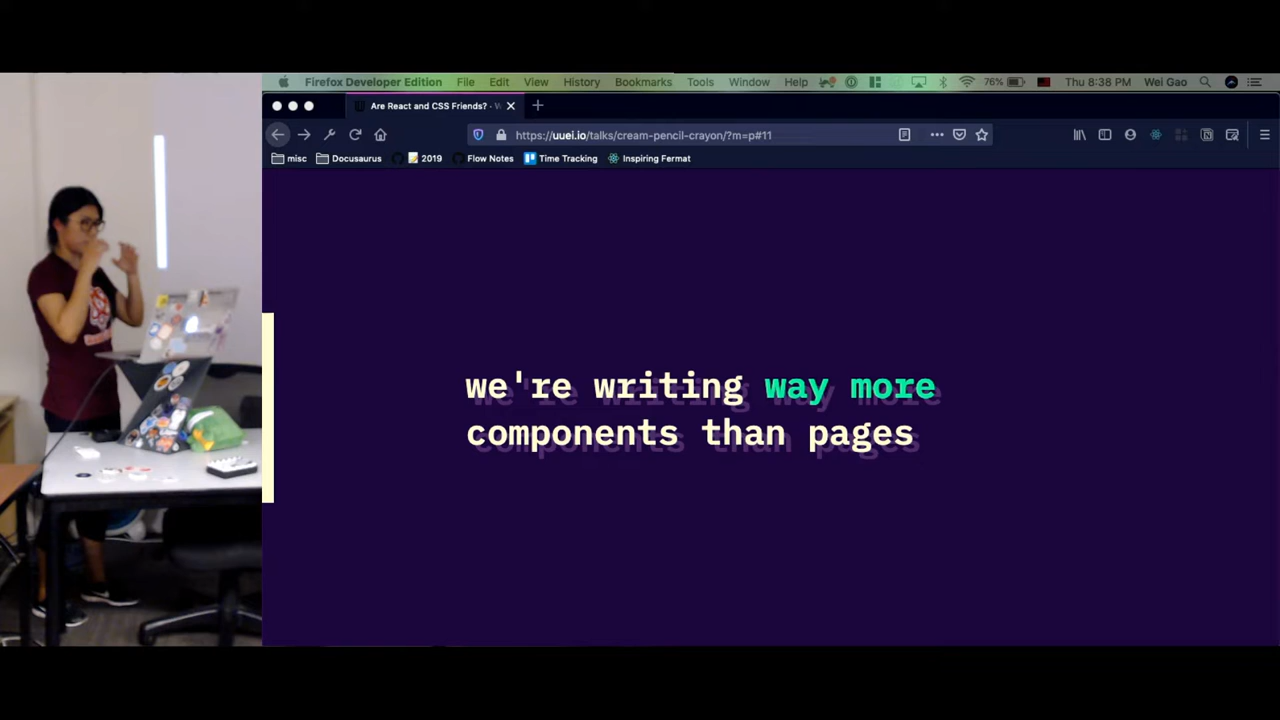 Firefox Developer Edition File Edit View History Bookmarks Tools Window Help 76% Thu 8:38 PM Wei Gao
Are React and CSS Friends? ·
https://uuei.io/talks/cream-pencil-crayon/?m=p#11
misc Docusaurus 2019 Flow Notes Time Tracking Inspiring Fermat
we're writing way more
components than pages